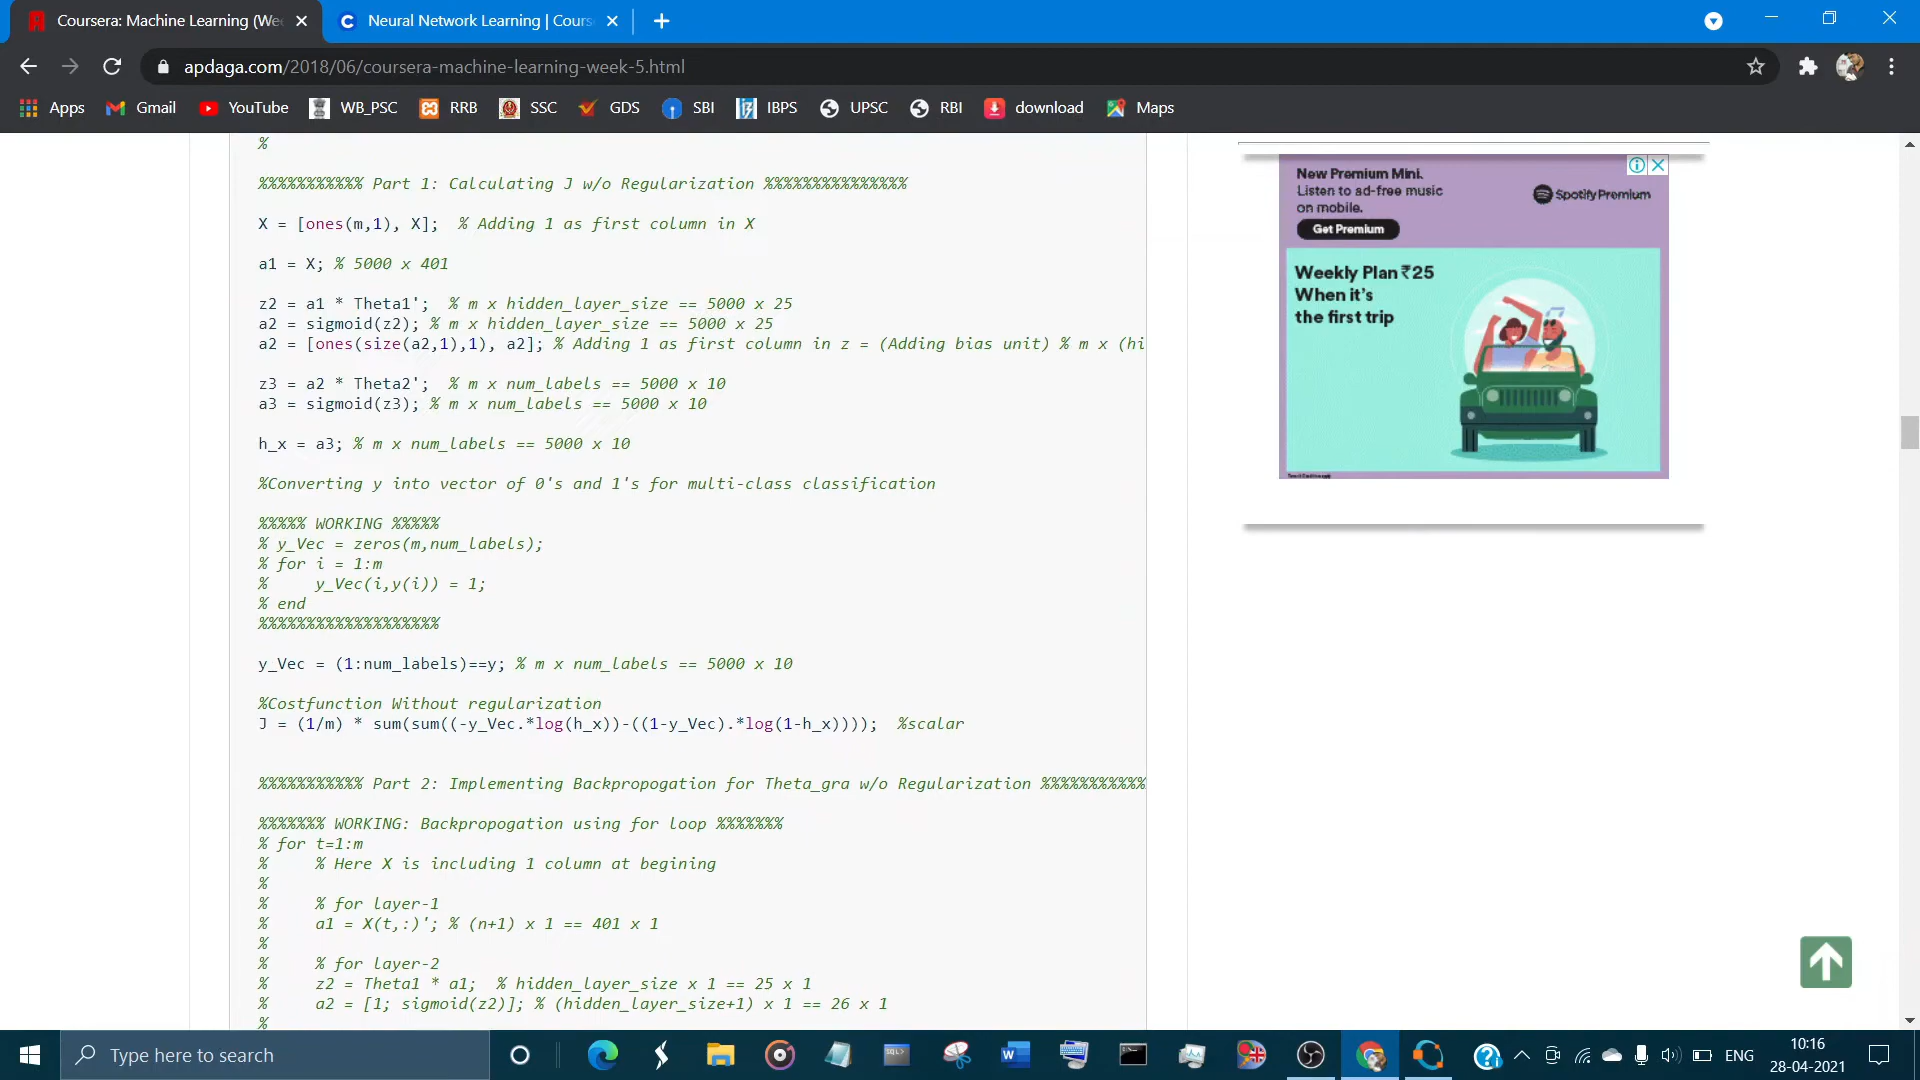 Coursera: Machine Learning (We
Neural Network Learning | Cours
apdaga.com/2018/06/coursera-machine-learning-week-5.html
Apps
Gmail
YouTube
WB_PSC
RRB
SSC
GDS
SBI
IBPS
UPSC
RBI
download
Maps
%
%%%%%%%%%%% Part 1: Calculating J w/o Regularization %%%%%%%%%%%%%%%
X = [ones(m,1), X];  % Adding 1 as first column in X
a1 = X; % 5000 x 401
z2 = a1 * Theta1';  % m x hidden_layer_size == 5000 x 25
a2 = sigmoid(z2); % m x hidden_layer_size == 5000 x 25
a2 = [ones(size(a2,1),1), a2]; % Adding 1 as first column in z = (Adding bias unit) % m x (hi
z3 = a2 * Theta2';  % m x num_labels == 5000 x 10
a3 = sigmoid(z3); % m x num_labels == 5000 x 10
h_x = a3; % m x num_labels == 5000 x 10
%Converting y into vector of 0's and 1's for multi-class classification
%%%%% WORKING %%%%%
% y_Vec = zeros(m,num_labels);
% for i = 1:m
%     y_Vec(i,y(i)) = 1;
% end
%%%%%%%%%%%%%%%%%%%
y_Vec = (1:num_labels)==y; % m x num_labels == 5000 x 10
%Costfunction Without regularization
J = (1/m) * sum(sum((-y_Vec.*log(h_x))-((1-y_Vec).*log(1-h_x))));  %scalar
%%%%%%%%%%% Part 2: Implementing Backpropogation for Theta_gra w/o Regularization %%%%%%%%%%%
%%%%%%% WORKING: Backpropogation using for loop %%%%%%%
% for t=1:m
%     % Here X is including 1 column at begining
%
%     % for layer-1
%     a1 = X(t,:)'; % (n+1) x 1 == 401 x 1
%
%     % for layer-2
%     z2 = Theta1 * a1;  % hidden_layer_size x 1 == 25 x 1
%     a2 = [1; sigmoid(z2)]; % (hidden_layer_size+1) x 1 == 26 x 1
%
New Premium Mini.
Listen to ad-free music
on mobile.
Get Premium
Spotify Premium
Weekly Plan ₹25
When it's
the first trip
Type here to search
ENG
10:16
28-04-2021